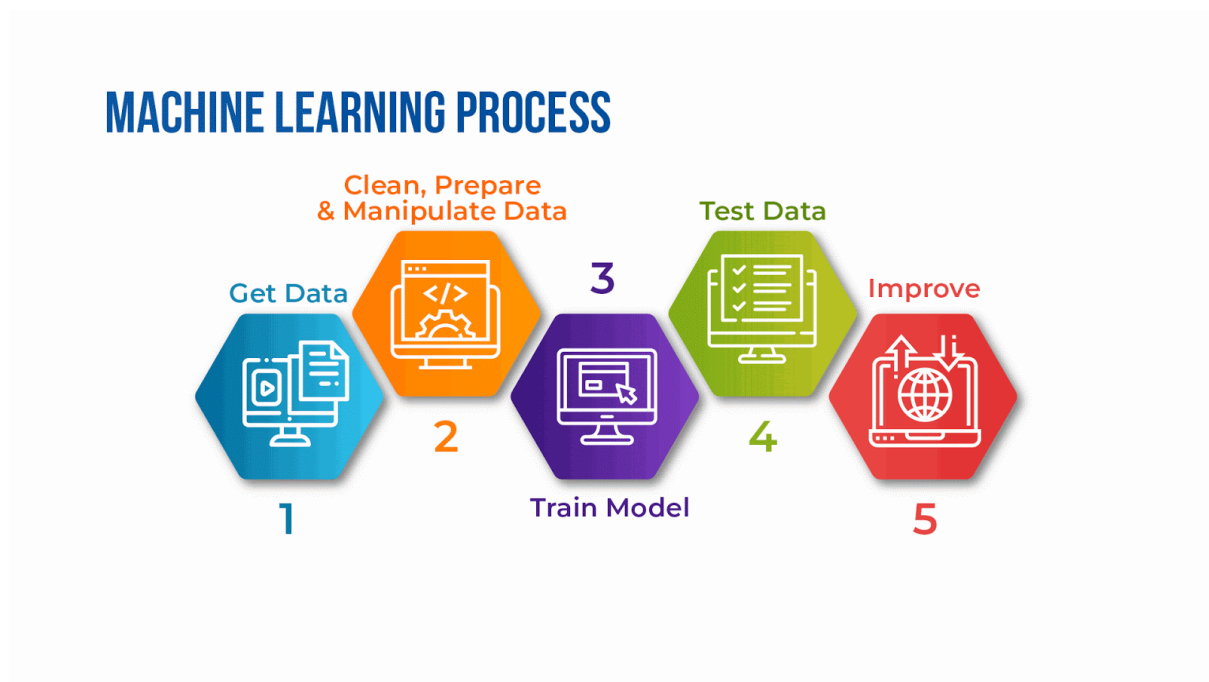 MACHINE LEARNING PROCESS
Get Data
1
Clean, Prepare
& Manipulate Data
2
3
Train Model
Test Data
4
Improve
5